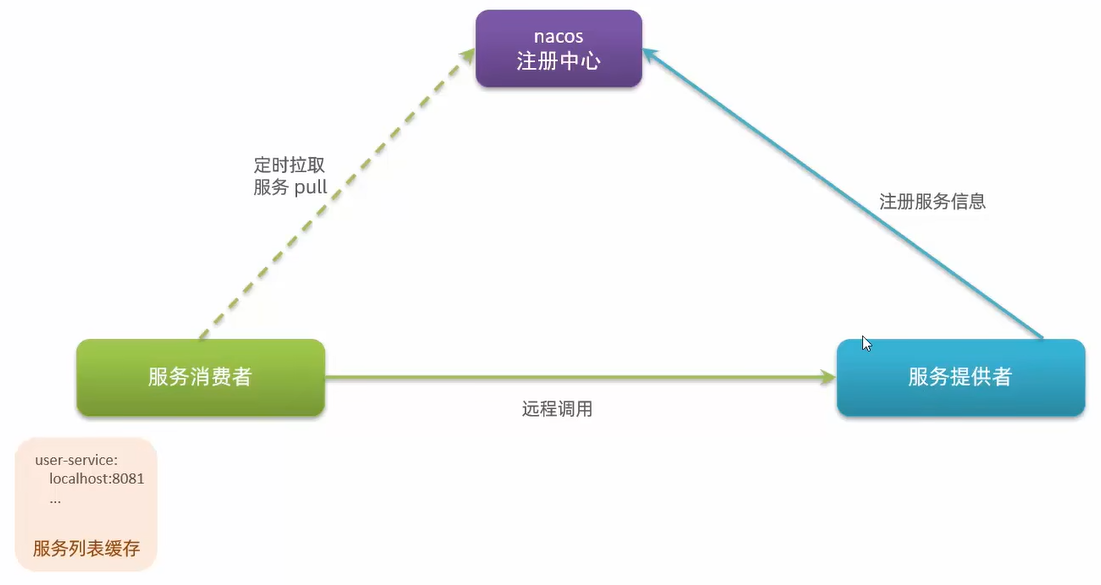 nacos
注册中心
定时拉取
服务 pull
注册服务信息
服务消费者
服务提供者
远程调用
user-service:
localhost:8081
...
服务列表缓存